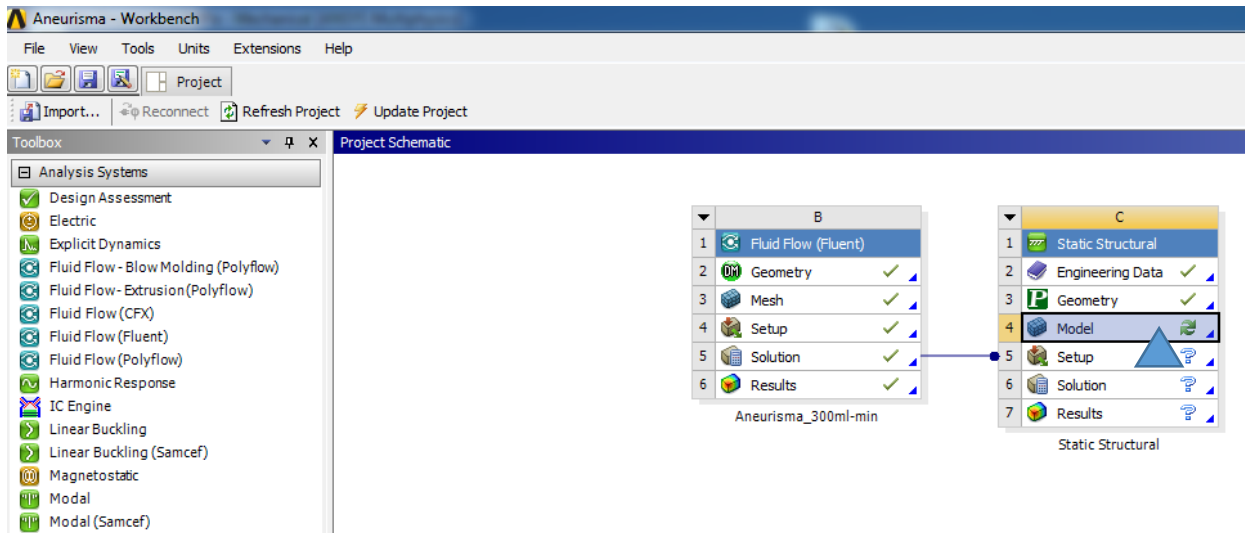 Aneurisma - Workbench
File View Tools Units Extensions Help
Project
Import... Reconnect Refresh Project Update Project
Toolbox
Project Schematic
Analysis Systems
Design Assessment
Electric
Explicit Dynamics
Fluid Flow - Blow Molding (Polyflow)
Fluid Flow - Extrusion (Polyflow)
Fluid Flow (CFX)
Fluid Flow (Fluent)
Fluid Flow (Polyflow)
Harmonic Response
IC Engine
Linear Buckling
Linear Buckling (Samcef)
Magnetostatic
Modal
Modal (Samcef)
B
1 Fluid Flow (Fluent)
2 DM Geometry
3 Mesh
4 Setup
5 Solution
6 Results
Aneurisma_300ml-min
C
1 Static Structural
2 Engineering Data
3 P Geometry
4 Model
5 Setup ?
6 Solution ?
7 Results ?
Static Structural